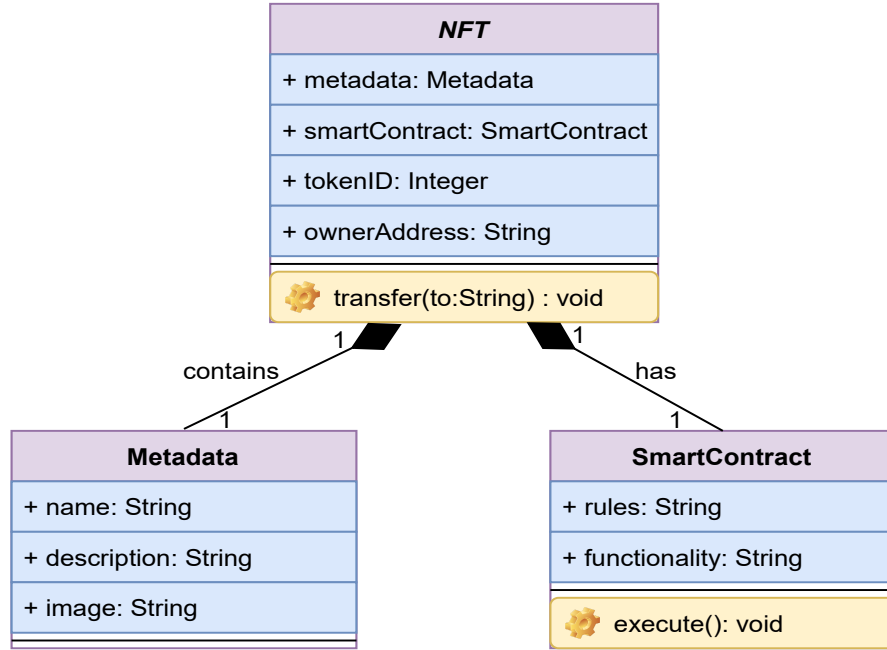 NFT
+ metadata: Metadata
+ smartContract: SmartContract
+ tokenID: Integer
+ ownerAddress: String
transfer(to:String) : void
1
1
contains
has
1
1
Metadata
+ name: String
+ description: String
+ image: String
SmartContract
+ rules: String
+ functionality: String
execute(): void